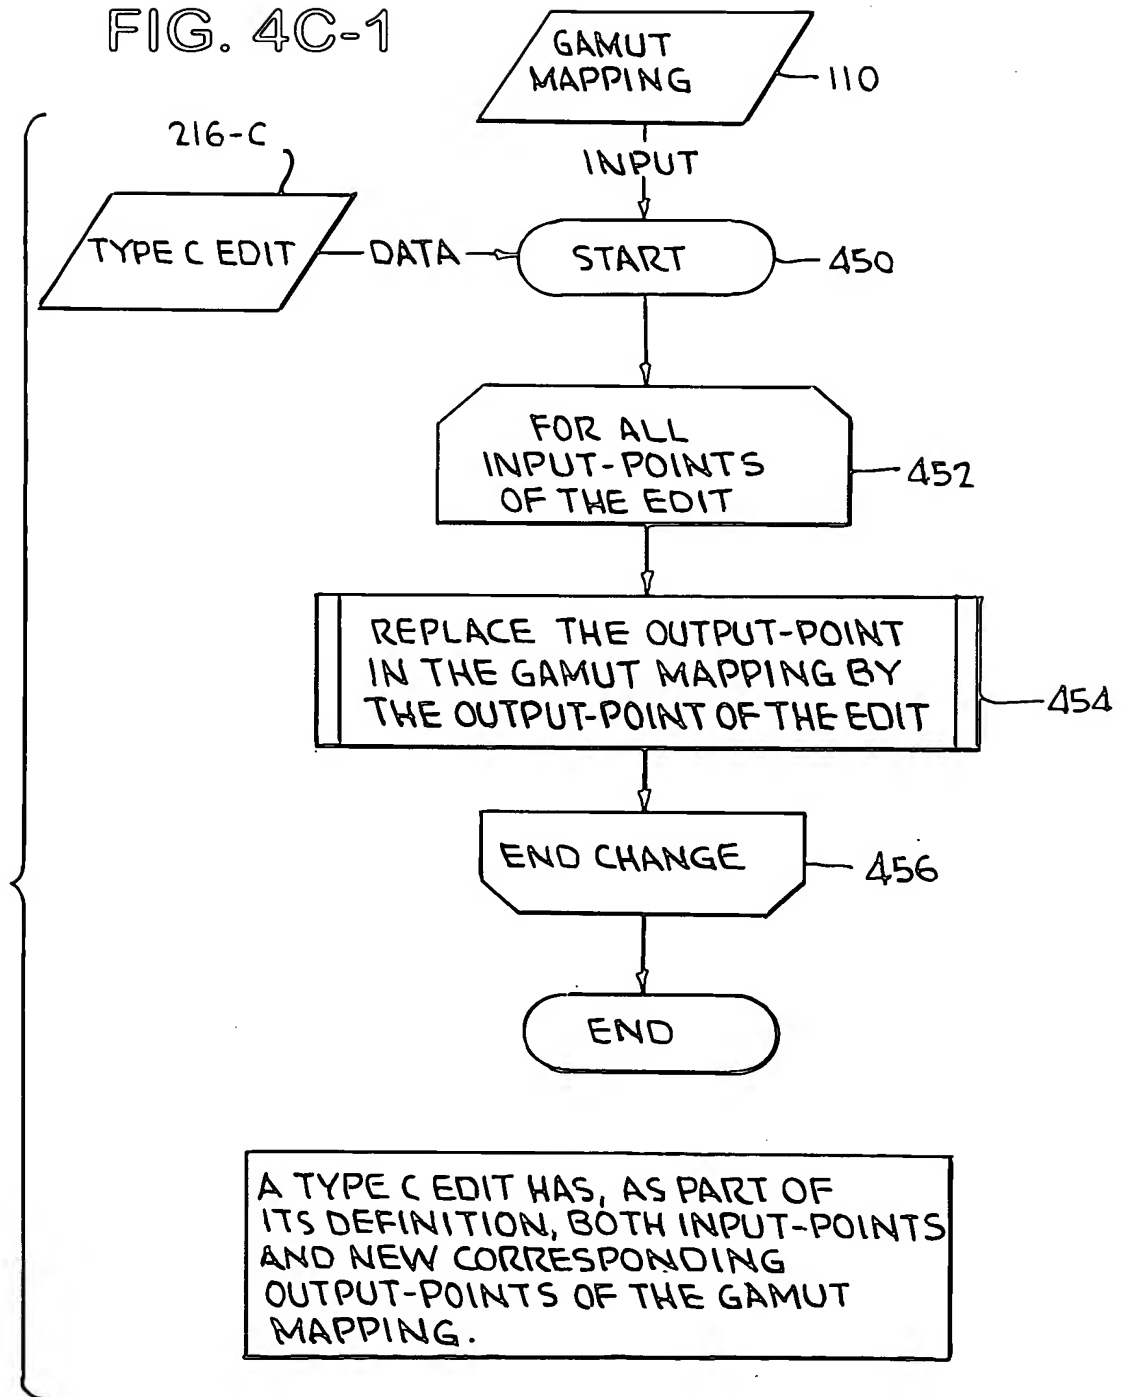 FIG. 4C-1
GAMUT
MAPPING
110
INPUT
216-C
TYPE C EDIT
DATA
START
450
FOR ALL
INPUT-POINTS
OF THE EDIT
452
REPLACE THE OUTPUT-POINT
IN THE GAMUT MAPPING BY
THE OUTPUT-POINT OF THE EDIT
454
END CHANGE
456
END
A TYPE C EDIT HAS, AS PART OF
ITS DEFINITION, BOTH INPUT-POINTS
AND NEW CORRESPONDING
OUTPUT-POINTS OF THE GAMUT
MAPPING.